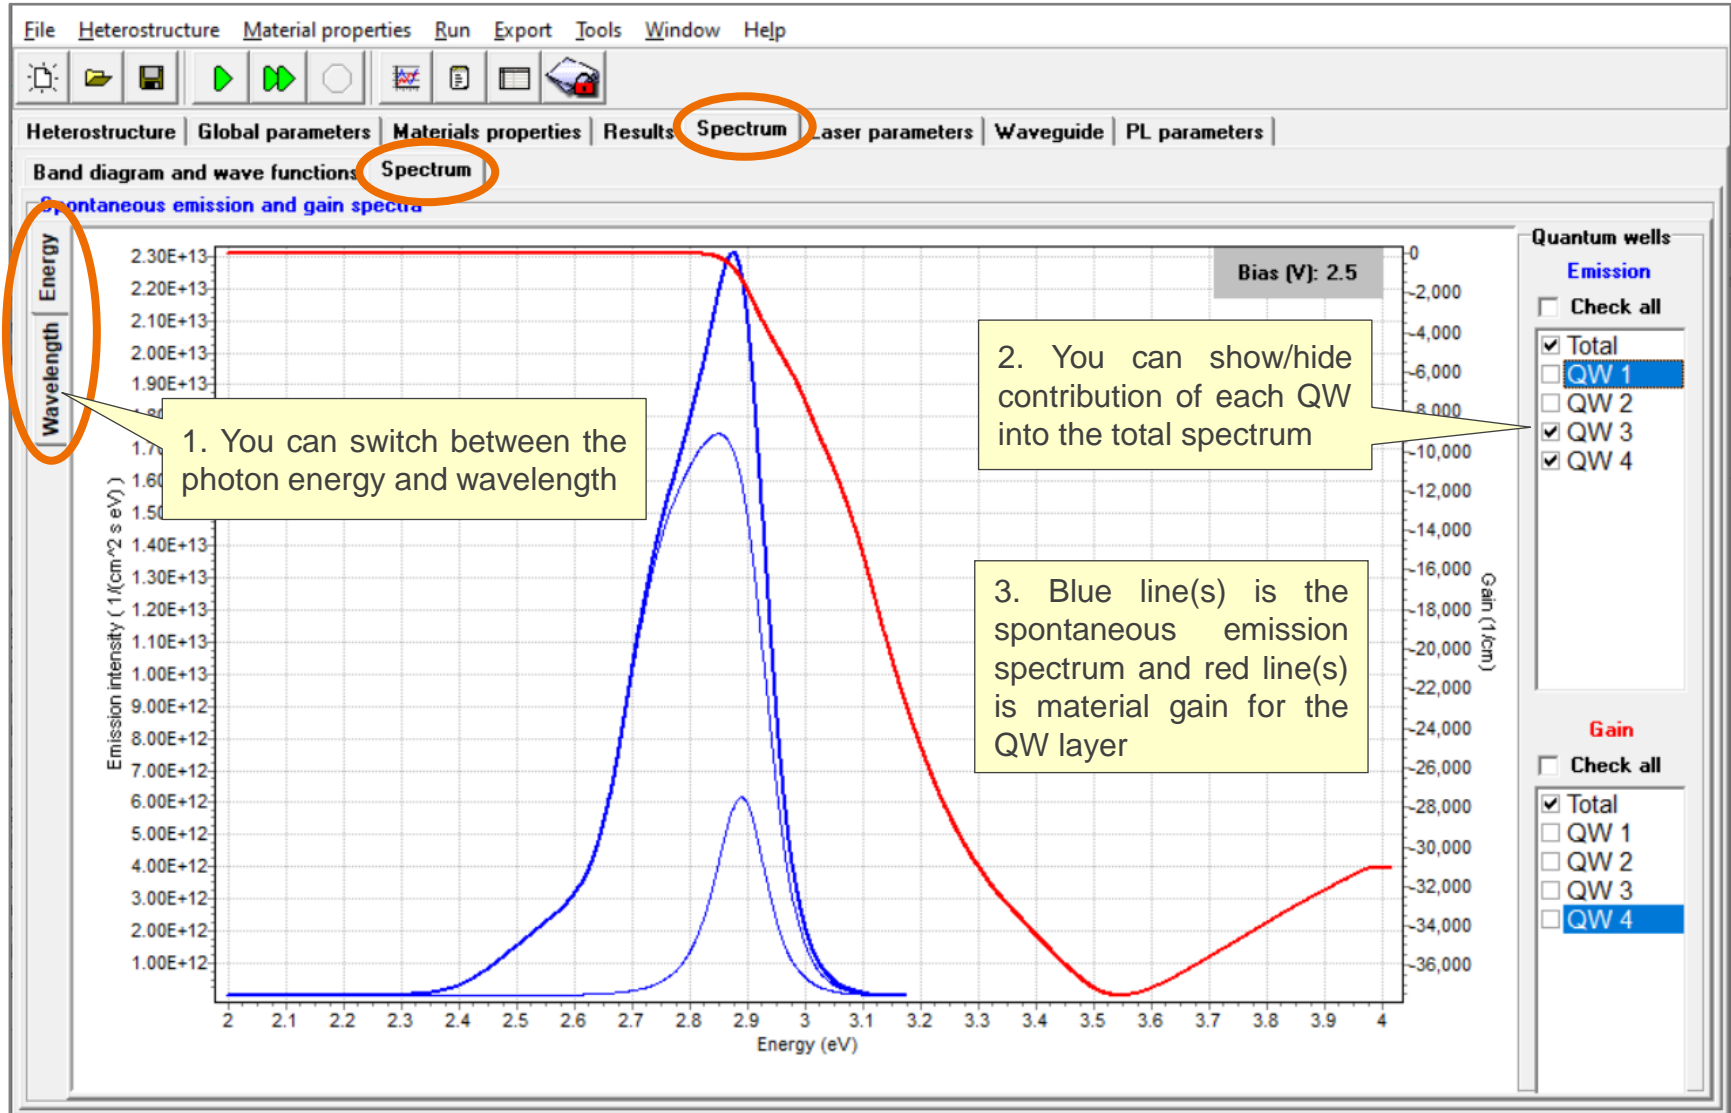 File Heterostructure Material properties Run Export Tools Window Help
Heterostructure Global parameters Materials properties Results Spectrum Laser parameters Waveguide PL parameters
Band diagram and wave functions Spectrum
Spontaneous emission and gain spectra
Energy
Wavelength
Emission intensity ( 1/(cm^2 s eV) )
2.30E+13
2.20E+13
2.10E+13
2.00E+13
1.90E+13
1.80
1.70
1.60
1.50
1.40E+13
1.30E+13
1.20E+13
1.10E+13
1.00E+13
9.00E+12
8.00E+12
7.00E+12
6.00E+12
5.00E+12
4.00E+12
3.00E+12
2.00E+12
1.00E+12
1. You can switch between the
photon energy and wavelength
Bias (V): 2.5
2. You can show/hide
contribution of each QW
into the total spectrum
3. Blue line(s) is the
spontaneous emission
spectrum and red line(s)
is material gain for the
QW layer
0
-2,000
-4,000
-6,000
8,000
-10,000
-12,000
-14,000
-16,000
-18,000
-20,000
-22,000
-24,000
-26,000
-28,000
-30,000
-32,000
-34,000
-36,000
Gain (1/cm)
2 2.1 2.2 2.3 2.4 2.5 2.6 2.7 2.8 2.9 3 3.1 3.2 3.3 3.4 3.5 3.6 3.7 3.8 3.9 4
Energy (eV)
Quantum wells
Emission
Check all
Total
QW 1
QW 2
QW 3
QW 4
Gain
Check all
Total
QW 1
QW 2
QW 3
QW 4